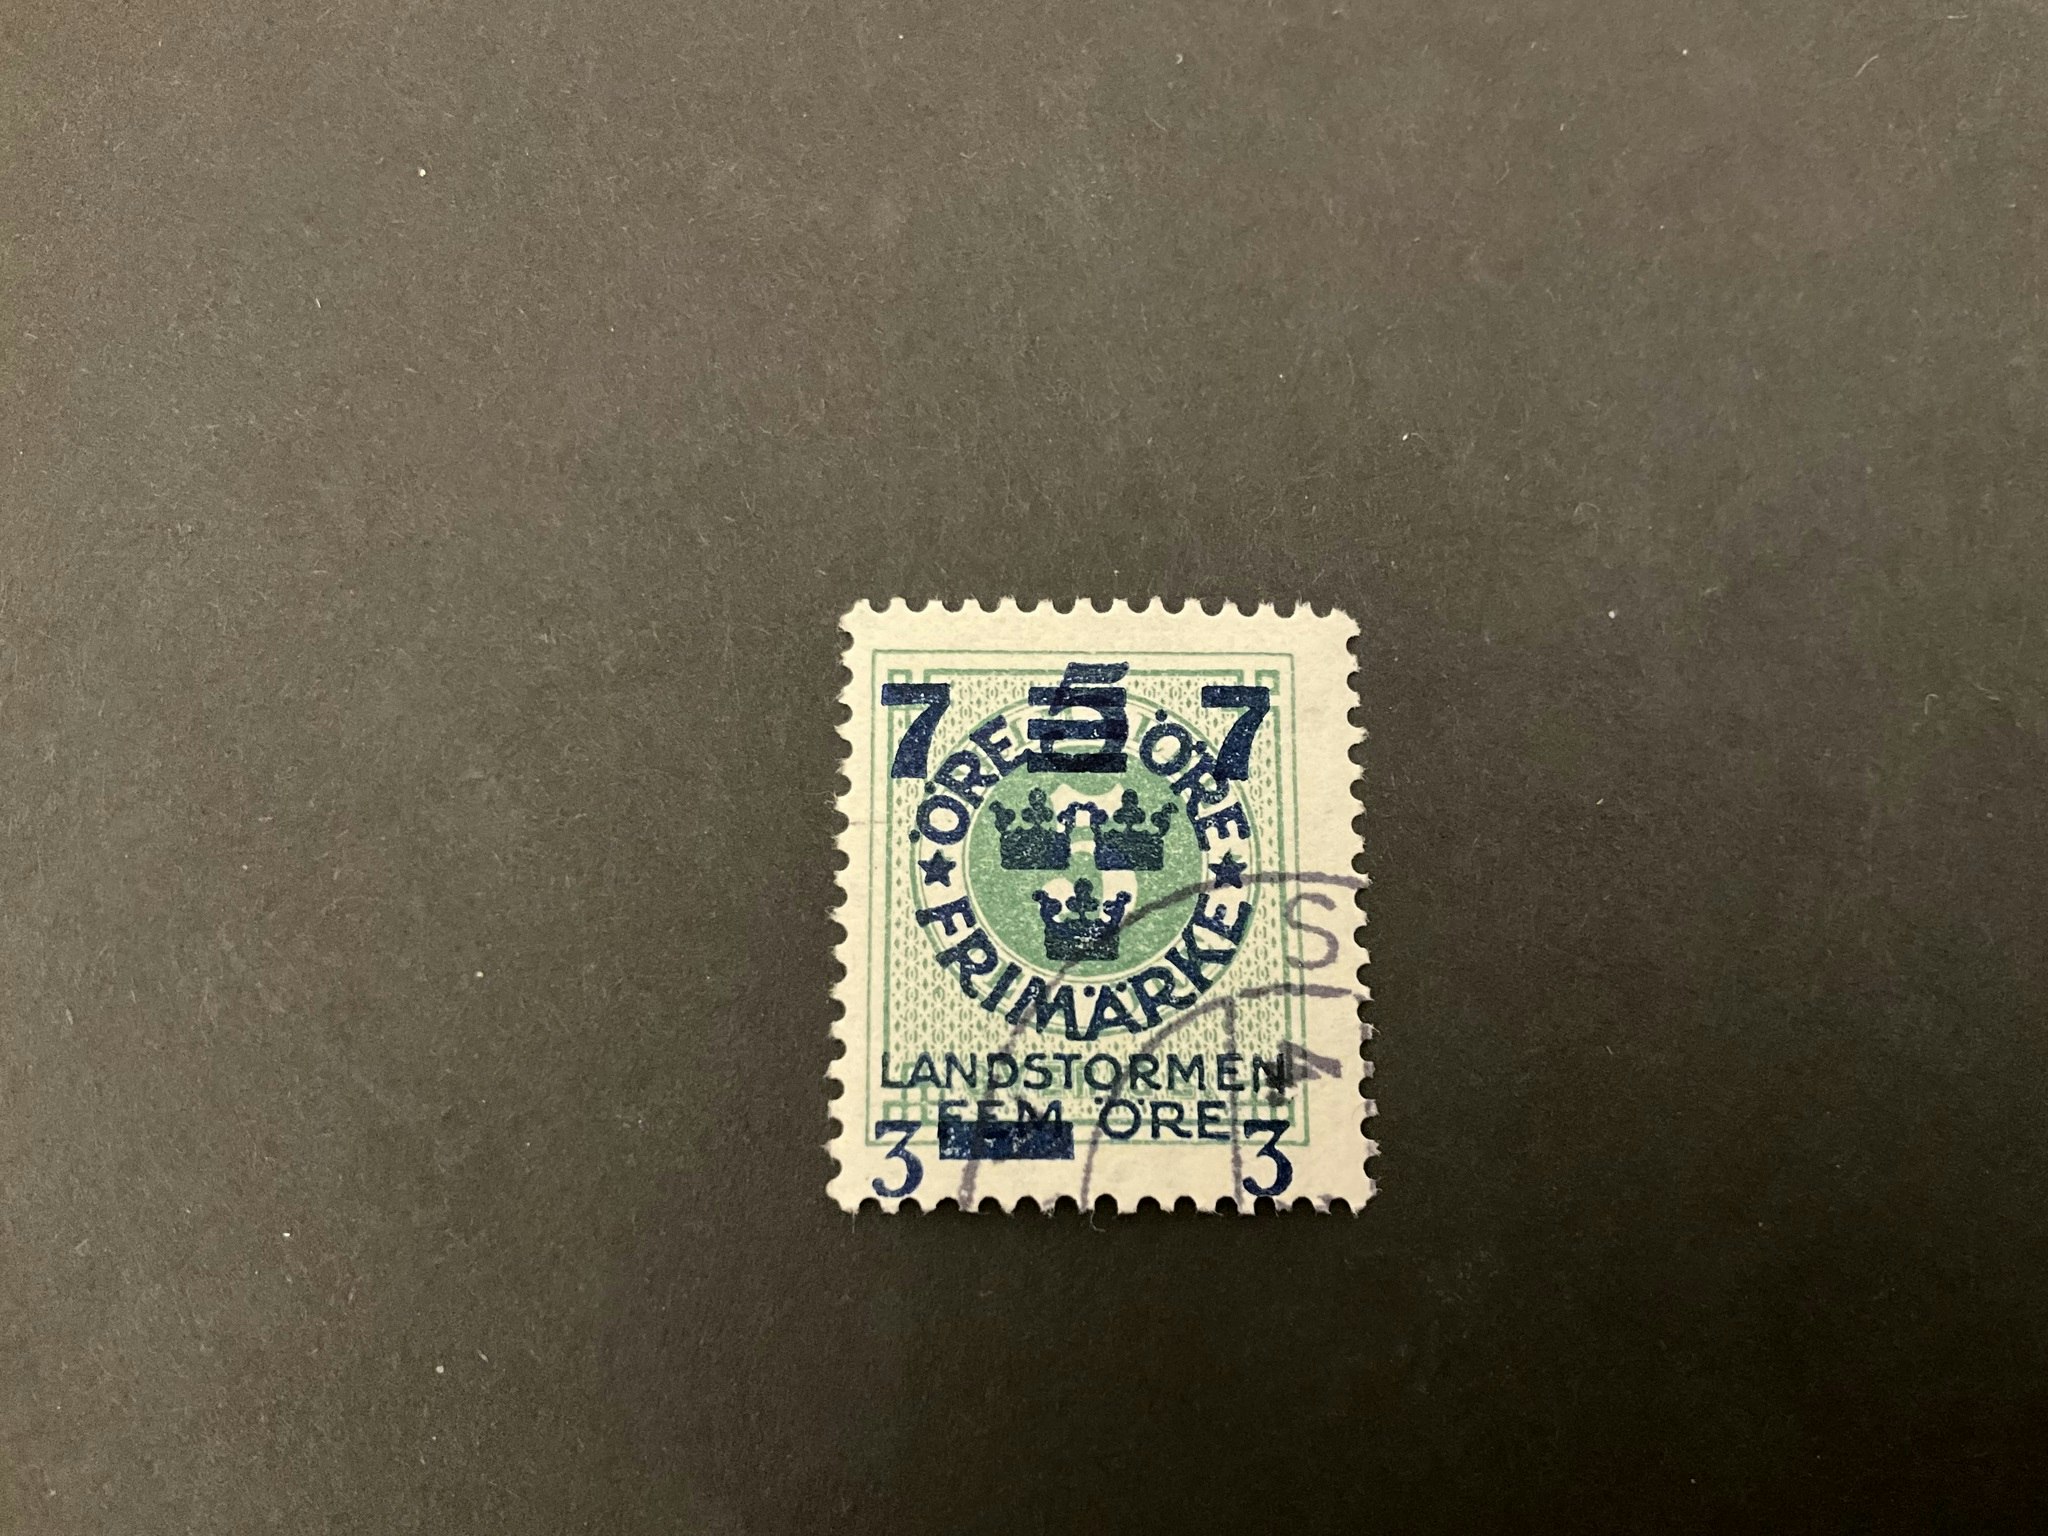 7 5 7
ÖRE ÖRE
FRIMÄRKE
LANDSTORMEN
FEM ÖRE
3 3
S